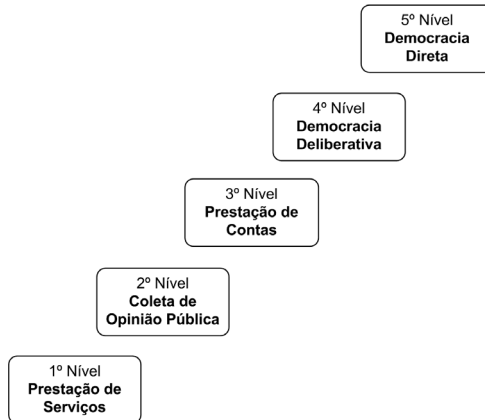 5º Nível
Democracia
Direta
4º Nível
Democracia
Deliberativa
3º Nível
Prestação de
Contas
2º Nível
Coleta de
Opinião Pública
1º Nível
Prestação de
Serviços